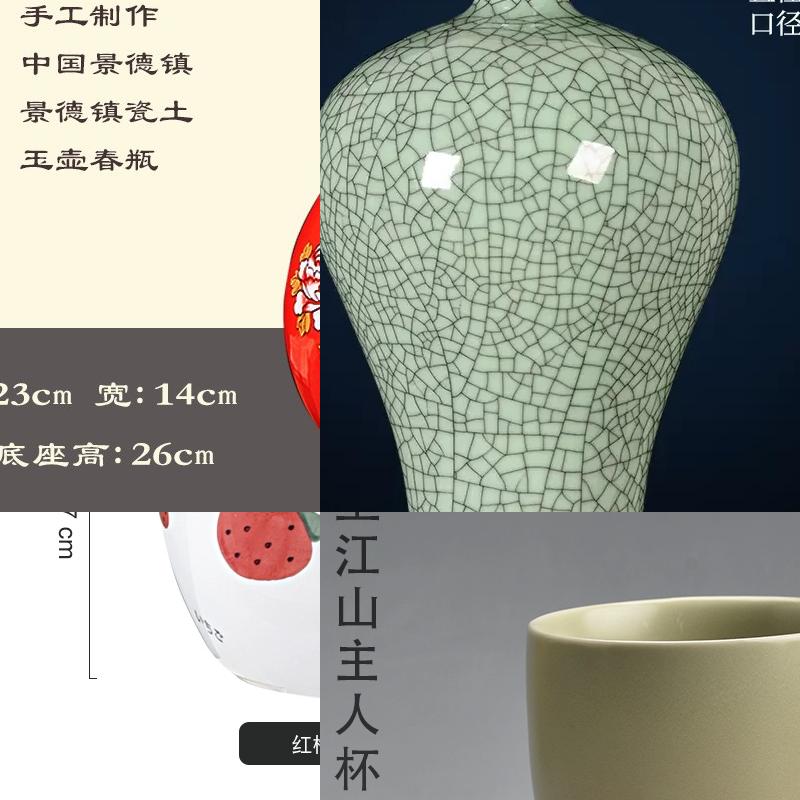 手工制作
中国景德镇
景德镇瓷土
玉壶春瓶
23cm 宽:14cm
底座高:26cm
口径
cm
江山主人杯
红